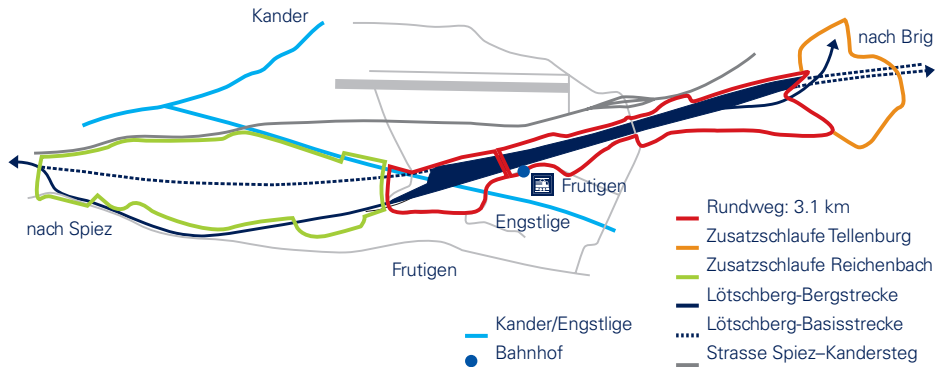 Kander
nach Brig
Frutigen
nach Spiez
Engstlige
Frutigen
Rundweg: 3.1 km
Zusatzschlaufe Tellenburg
Zusatzschlaufe Reichenbach
Lötschberg-Bergstrecke
Kander/Engstlige
Lötschberg-Basisstrecke
Bahnhof
Strasse Spiez–Kandersteg